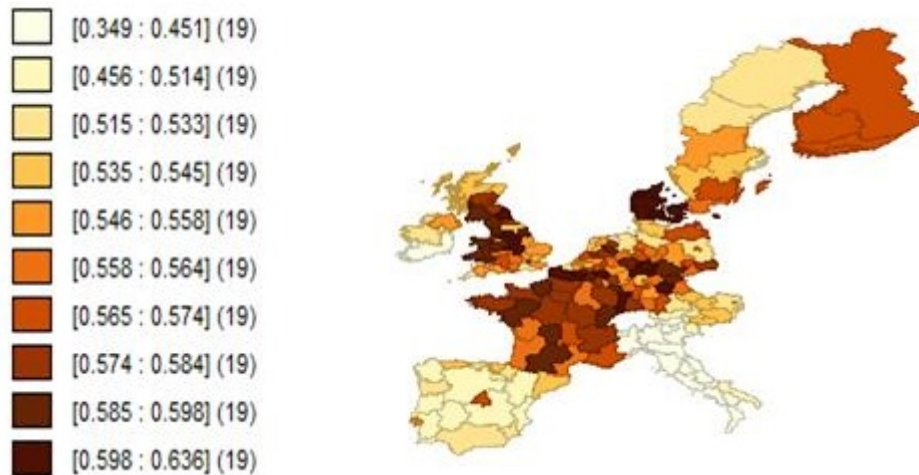 [0.349 : 0.451] (19)
[0.456 : 0.514] (19)
[0.515 : 0.533] (19)
[0.535 : 0.545] (19)
[0.546 : 0.558] (19)
[0.558 : 0.564] (19)
[0.565 : 0.574] (19)
[0.574 : 0.584] (19)
[0.585 : 0.598] (19)
[0.598 : 0.636] (19)